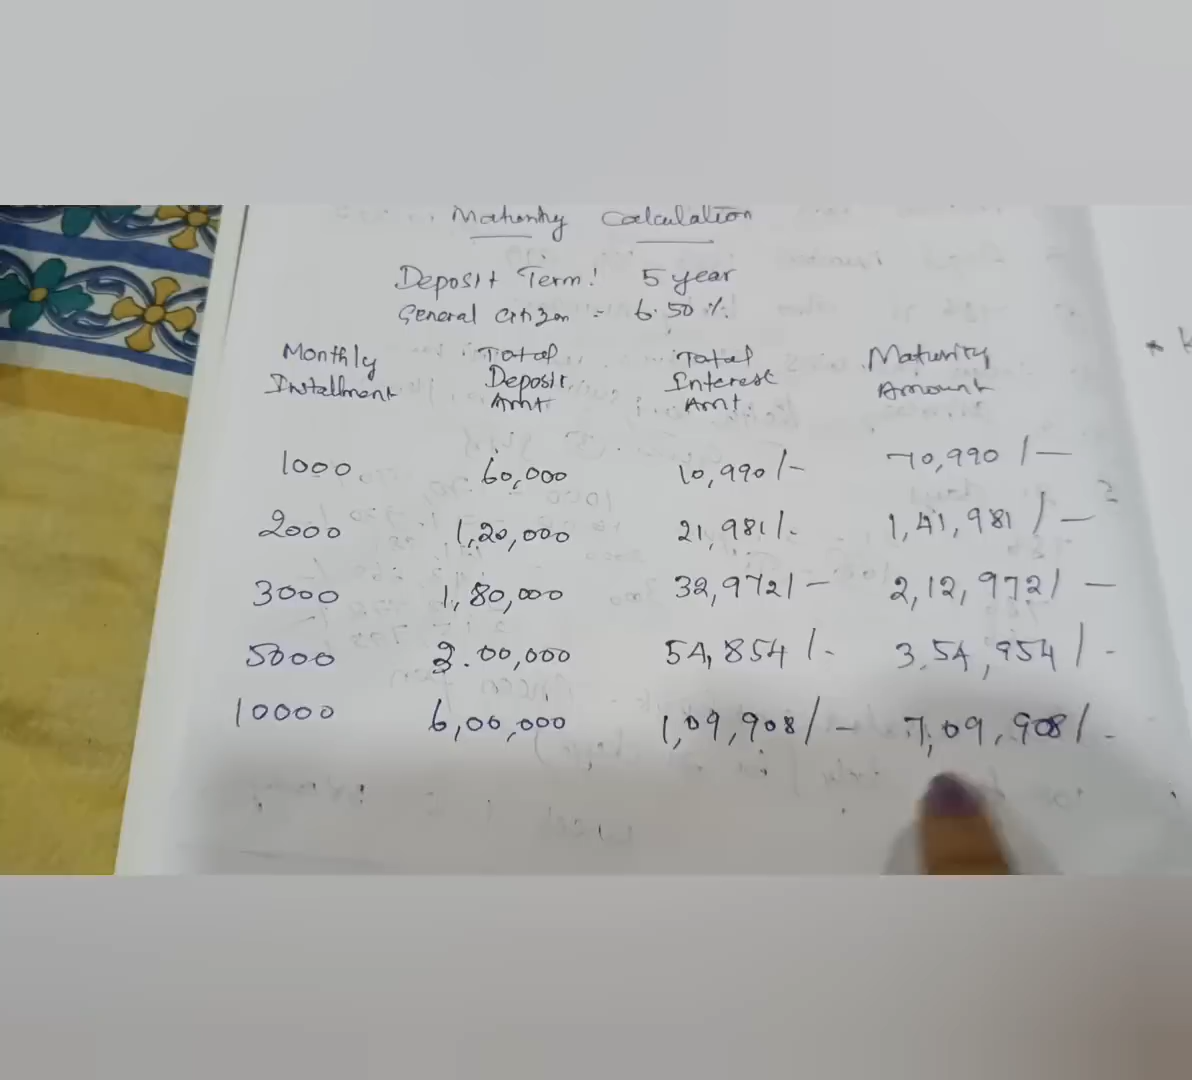 Maturity Calculation
Deposit Term: 5 year
General Citizen - 6.50%
Monthly Installment Total Deposit Amt Total Interest Amt Maturity Amount
1000 60,000 10,990/- 70,990/-
2000 1,20,000 21,981/- 1,41,981/-
3000 1,80,000 32,972/- 2,12,972/-
5000 3.00,000 54,854/- 3,54,954/-
10000 6,00,000 1,09,908/- 7,09,908/-